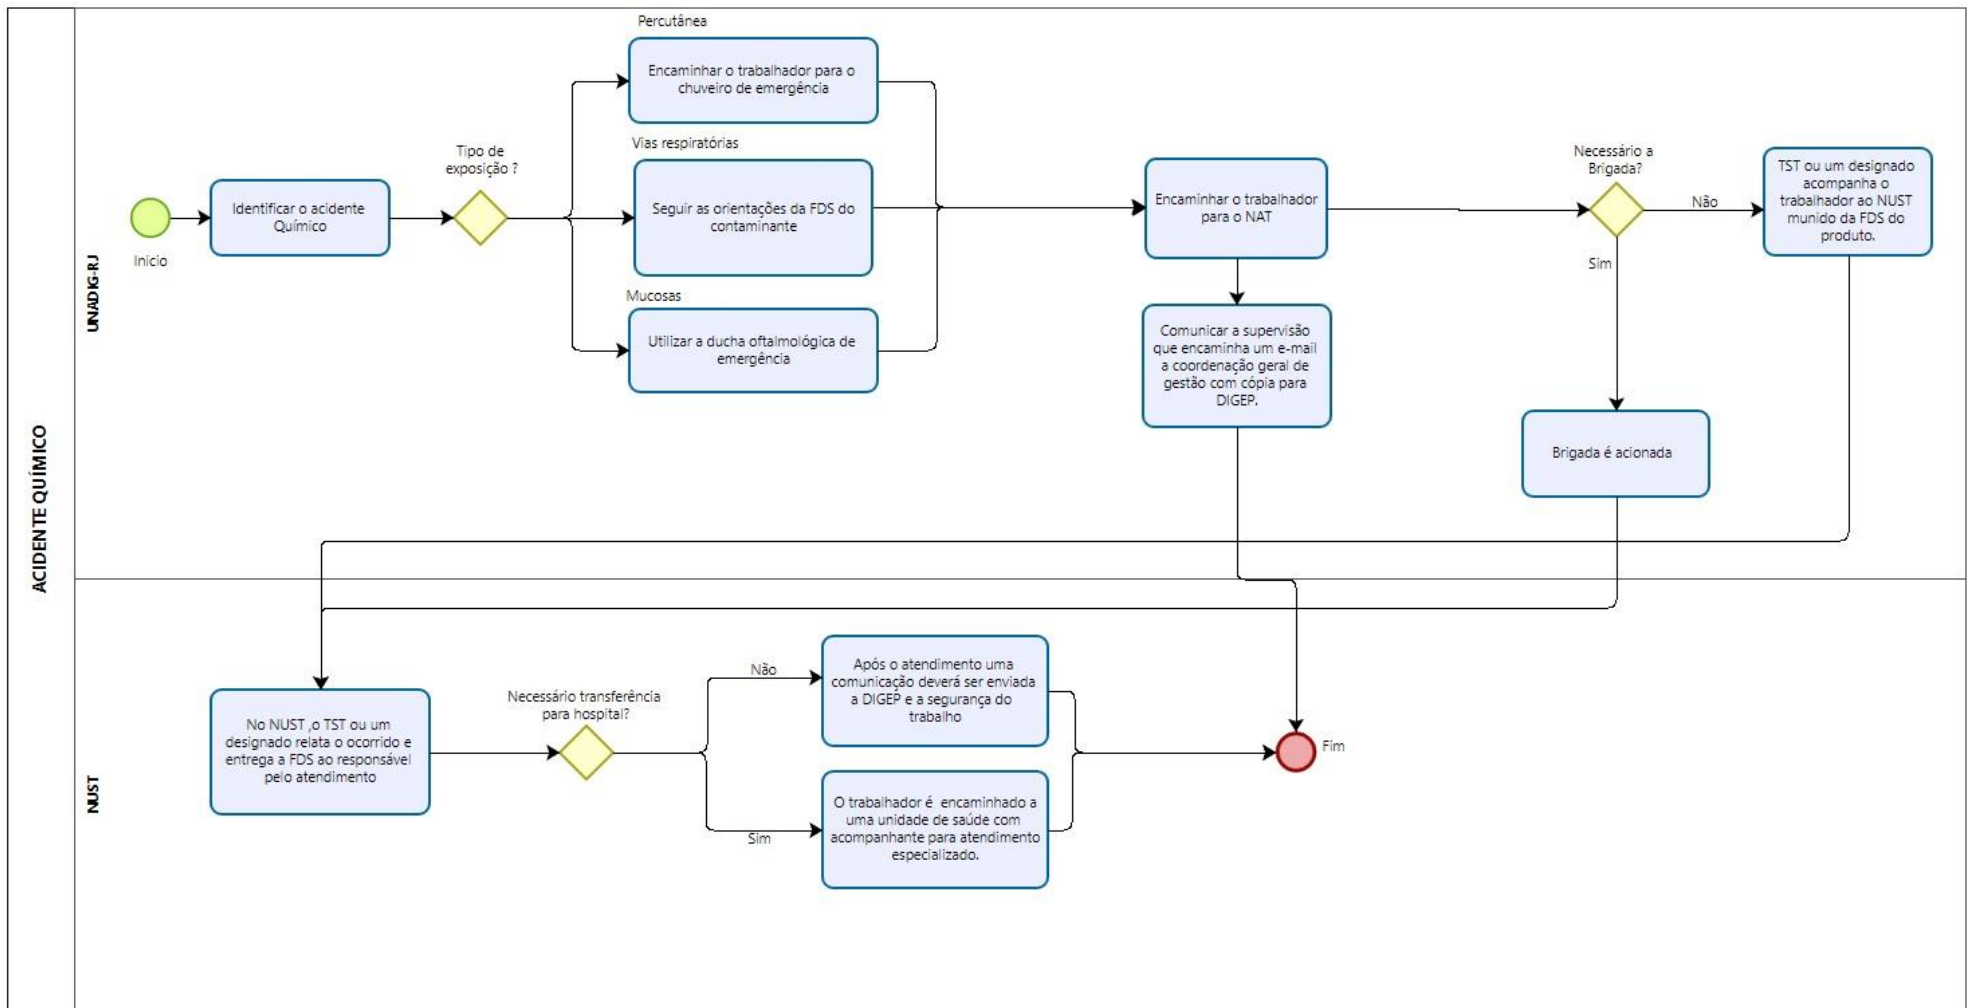 ACIDENTE QUÍMICO
UNADIG-RJ
Início
Identificar o acidente
Químico
Tipo de
exposição ?
Percutânea
Encaminhar o trabalhador para o
chuveiro de emergência
Vias respiratórias
Seguir as orientações da FDS do
contaminante
Mucosas
Utilizar a ducha oftalmológica de
emergência
Encaminhar o trabalhador
para o NAT
Comunicar a supervisão
que encaminha um e-mail
a coordenação geral de
gestão com cópia para
DIGEP.
Necessário a
Brigada?
Não
Sim
TST ou um designado
acompanha o
trabalhador ao NUST
munido da FDS do
produto.
Brigada é acionada
NUST
No NUST ,o TST ou um
designado relata o ocorrido e
entrega a FDS ao responsável
pelo atendimento
Necessário transferência
para hospital?
Não
Após o atendimento uma
comunicação deverá ser enviada
a DIGEP e a segurança do
trabalho
Sim
O trabalhador é  encaminhado a
uma unidade de saúde com
acompanhante para atendimento
especializado.
Fim